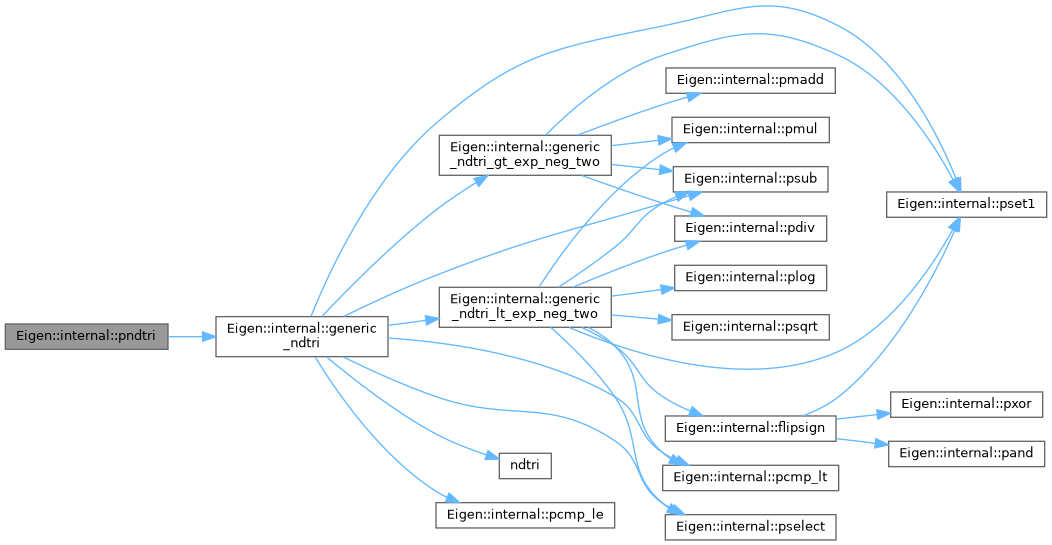 Eigen::internal::pndtri
Eigen::internal::generic
_ndtri
Eigen::internal::generic
_ndtri_gt_exp_neg_two
Eigen::internal::generic
_ndtri_lt_exp_neg_two
ndtri
Eigen::internal::pcmp_le
Eigen::internal::pmadd
Eigen::internal::pmul
Eigen::internal::psub
Eigen::internal::pdiv
Eigen::internal::plog
Eigen::internal::psqrt
Eigen::internal::flipsign
Eigen::internal::pcmp_lt
Eigen::internal::pselect
Eigen::internal::pset1
Eigen::internal::pxor
Eigen::internal::pand